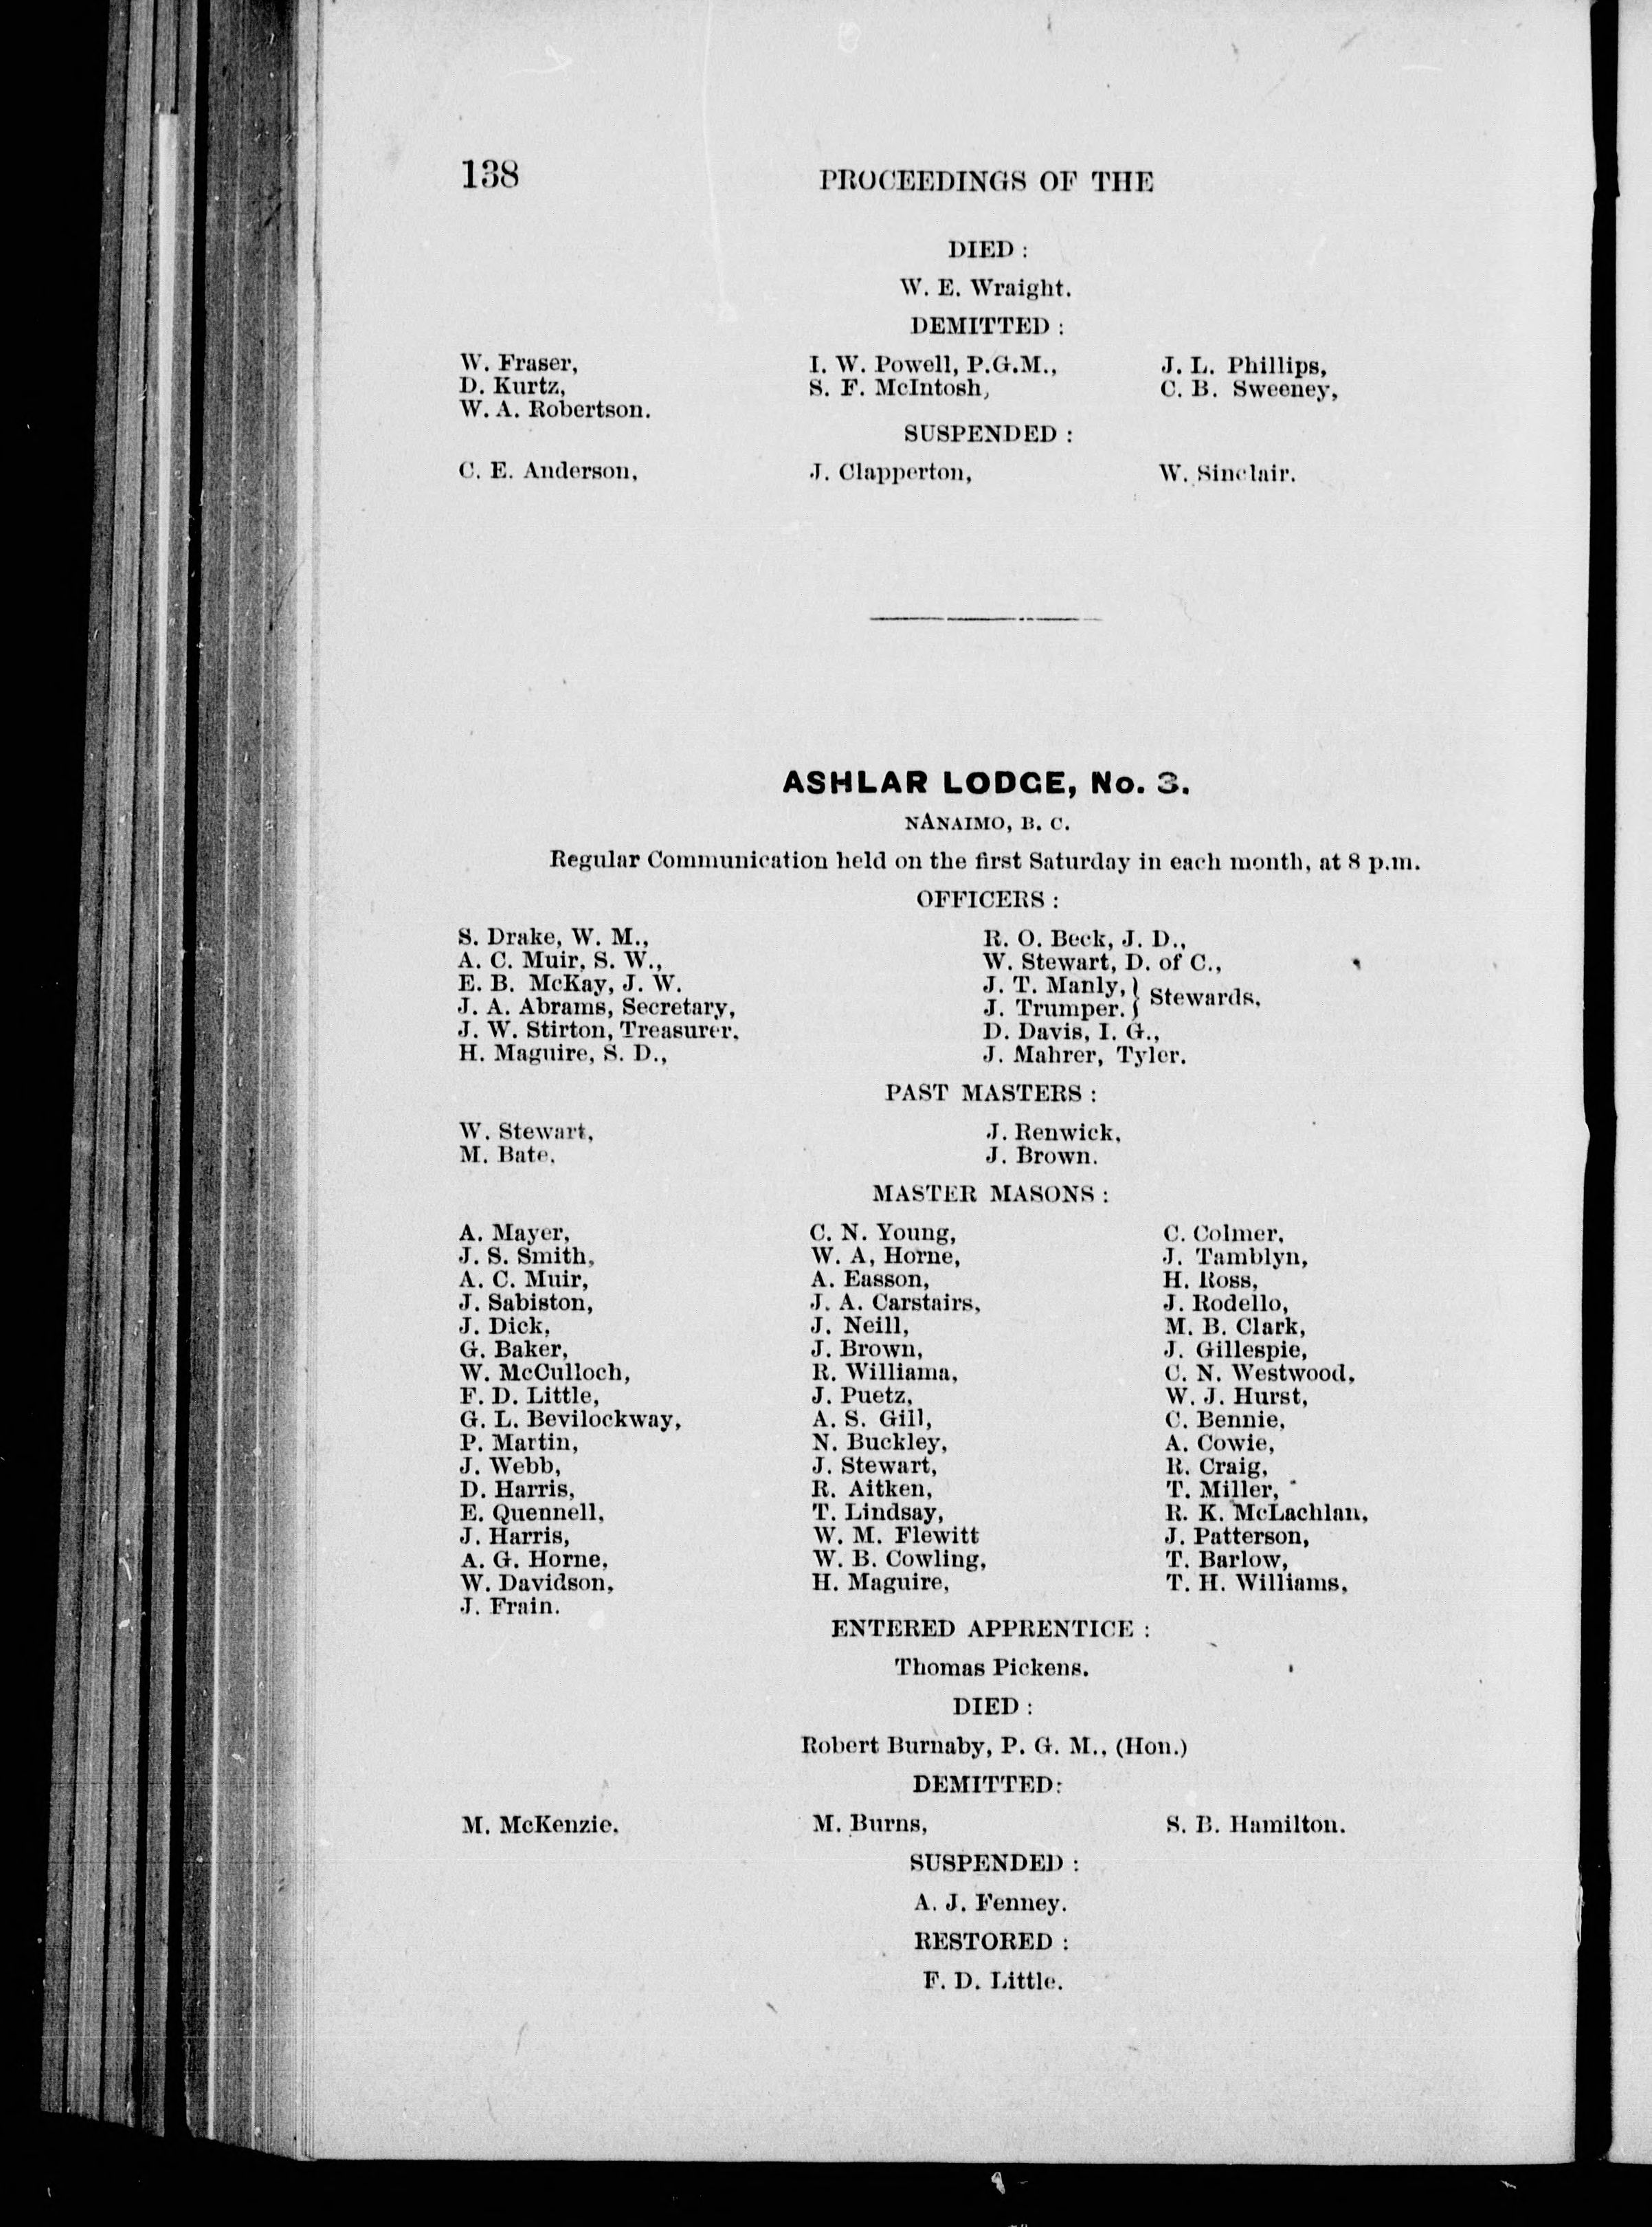 138 PROCEEDINGS OF THE
DIED :
W. E. Wraight.
DEMITTED :
W. Fraser, I. W. Powell, P.G.M., J. L. Phillips,
D. Kurtz, S. F. McIntosh, C. B. Sweeney,
W. A. Robertson.
SUSPENDED :
C. E. Anderson, J. Clapperton, W. Sinclair.
ASHLAR LODGE, No. 3.
NANAIMO, B. C.
Regular Communication held on the first Saturday in each month, at 8 p.m.
OFFICERS :
S. Drake, W. M., R. O. Beck, J. D.,
A. C. Muir, S. W., W. Stewart, D. of C.,
E. B. McKay, J. W. J. T. Manly, } Stewards,
J. A. Abrams, Secretary, J. Trumper. }
J. W. Stirton, Treasurer, D. Davis, I. G.,
H. Maguire, S. D., J. Mahrer, Tyler.
PAST MASTERS :
W. Stewart, J. Renwick,
M. Bate. J. Brown.
MASTER MASONS :
A. Mayer, C. N. Young, C. Colmer,
J. S. Smith, W. A, Horne, J. Tamblyn,
A. C. Muir, A. Easson, H. Ross,
J. Sabiston, J. A. Carstairs, J. Rodello,
J. Dick, J. Neill, M. B. Clark,
G. Baker, J. Brown, J. Gillespie,
W. McCulloch, R. Williama, C. N. Westwood,
F. D. Little, J. Puetz, W. J. Hurst,
G. L. Bevilockway, A. S. Gill, C. Bennie,
P. Martin, N. Buckley, A. Cowie,
J. Webb, J. Stewart, R. Craig,
D. Harris, R. Aitken, T. Miller,
E. Quennell, T. Lindsay, R. K. McLachlan,
J. Harris, W. M. Flewitt J. Patterson,
A. G. Horne, W. B. Cowling, T. Barlow,
W. Davidson, H. Maguire, T. H. Williams,
J. Frain.
ENTERED APPRENTICE :
Thomas Pickens.
DIED :
Robert Burnaby, P. G. M., (Hon.)
DEMITTED:
M. McKenzie. M. Burns, S. B. Hamilton.
SUSPENDED :
A. J. Fenney.
RESTORED :
F. D. Little.